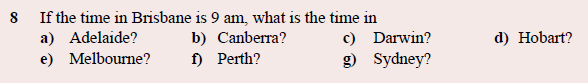 8 If the time in Brisbane is 9 am, what is the time in
a) Adelaide? b) Canberra? c) Darwin? d) Hobart?
e) Melbourne? f) Perth? g) Sydney?